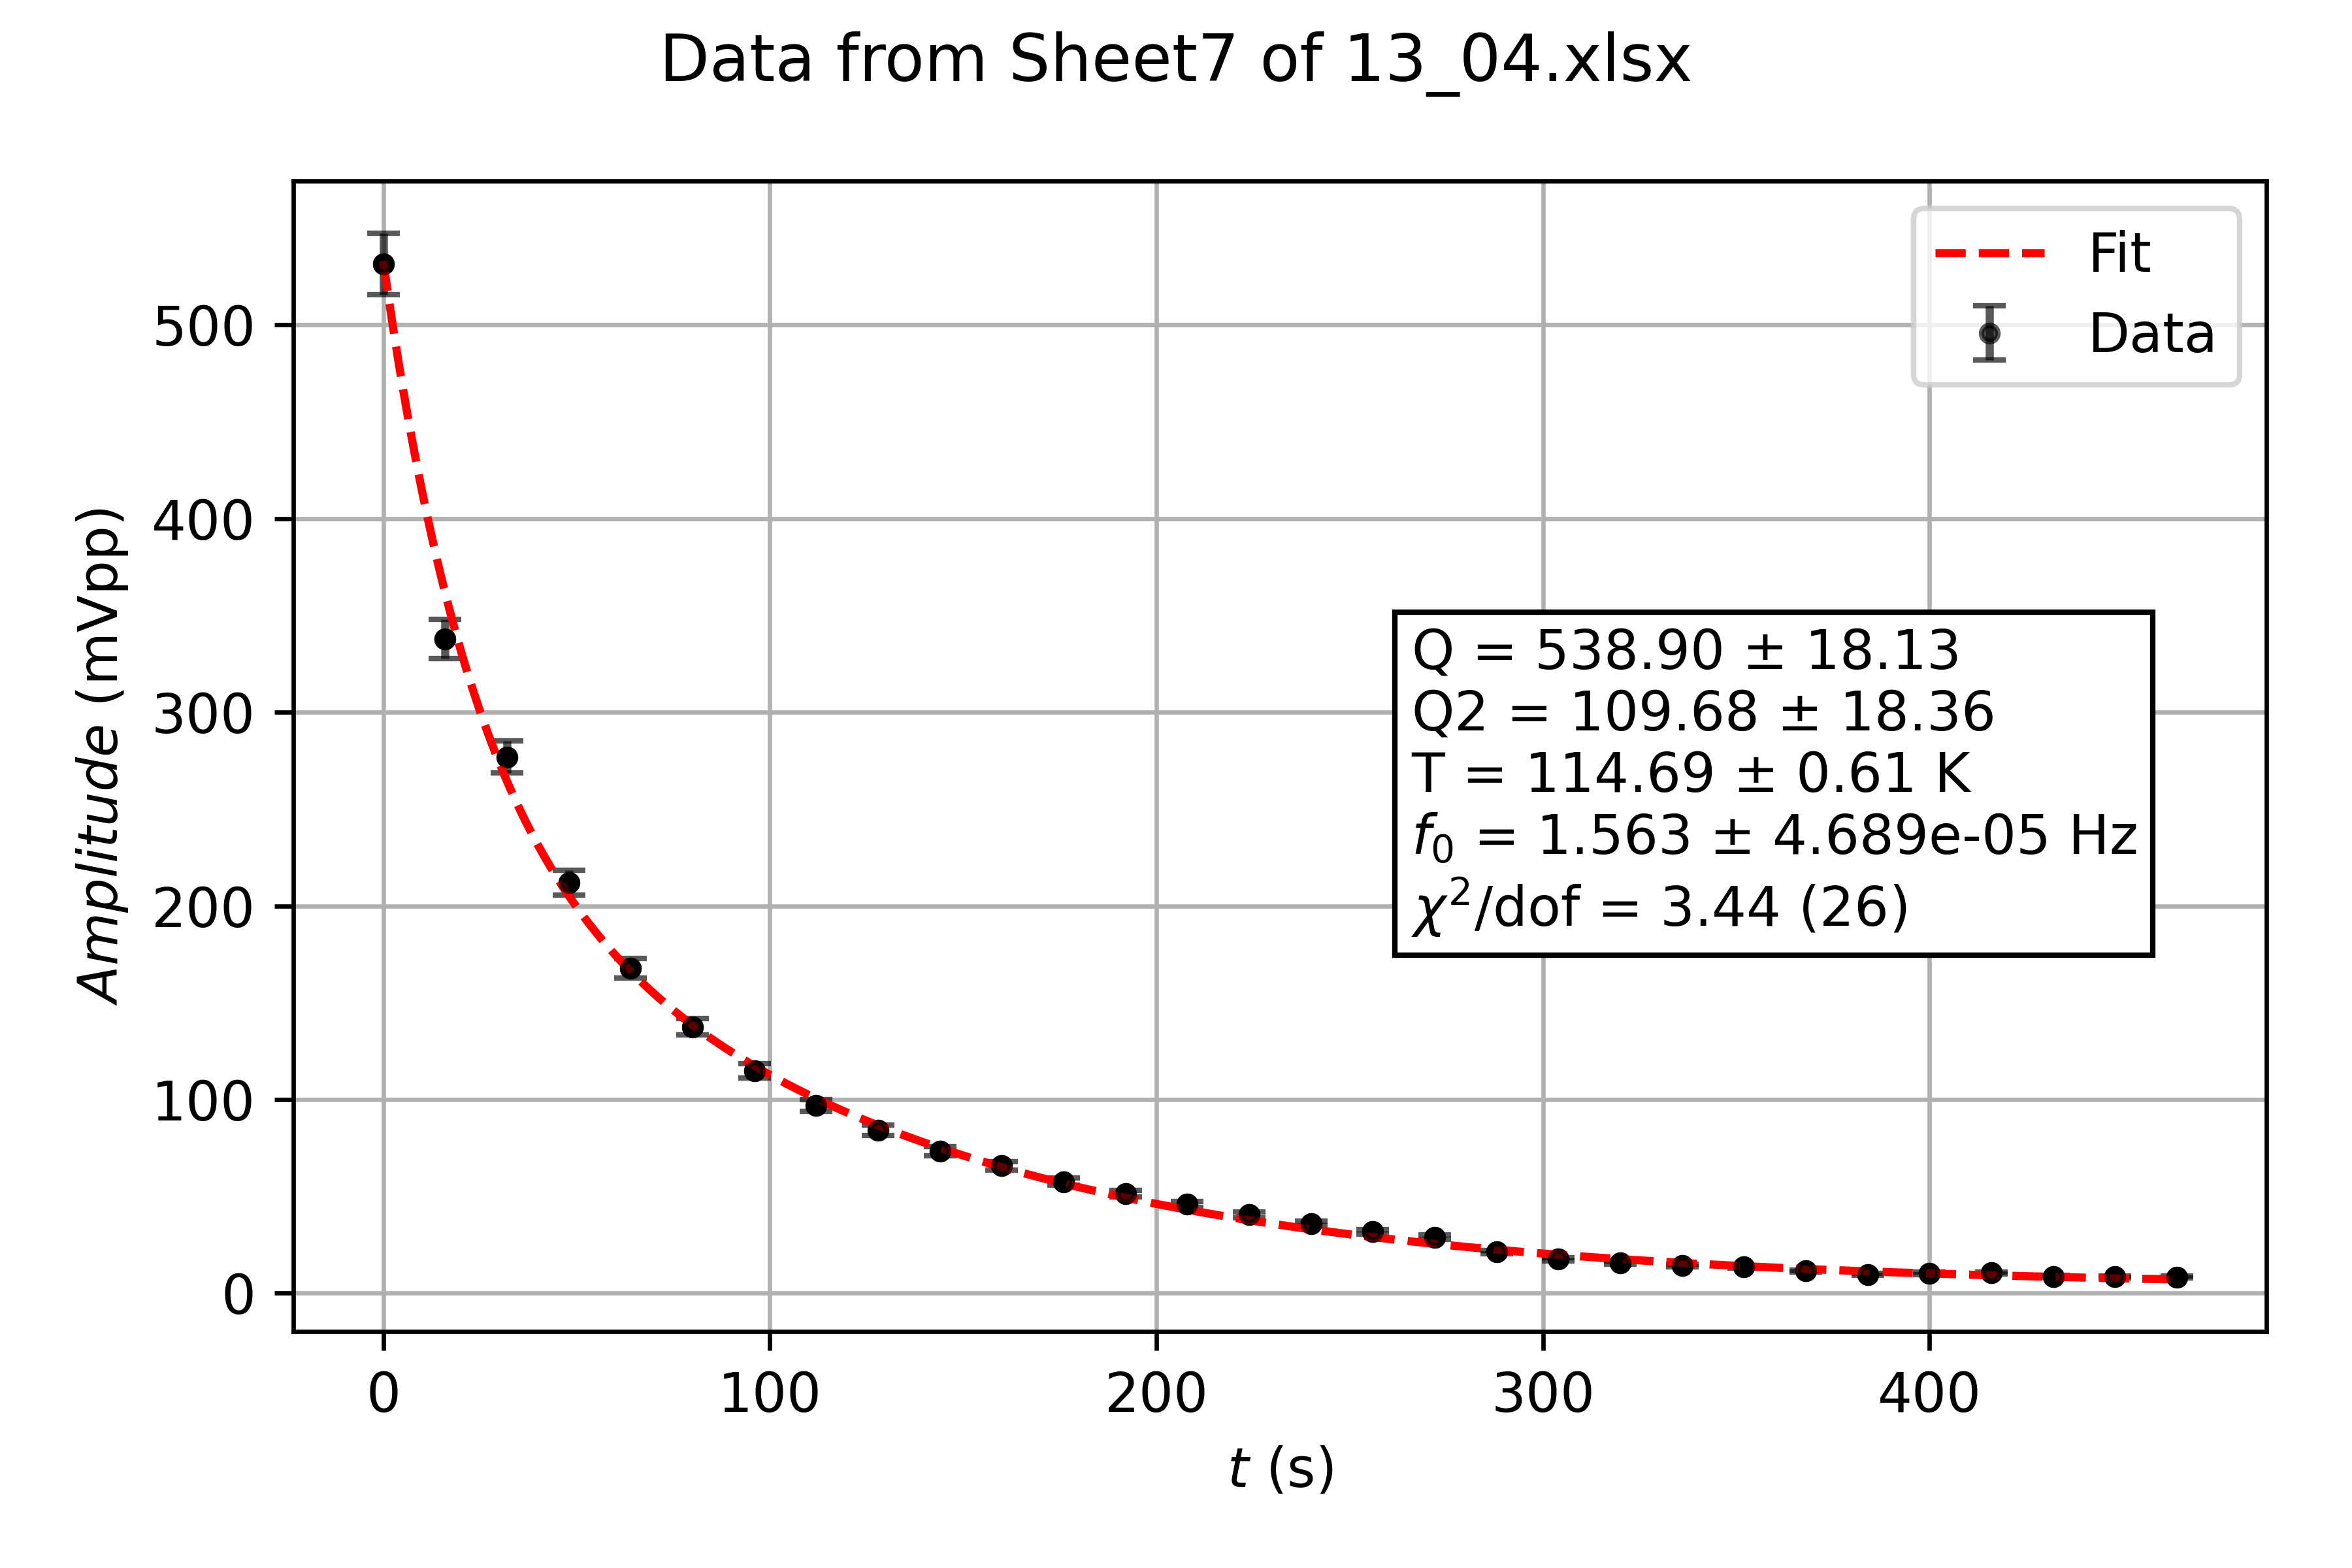 Data from Sheet7 of 13_04.xlsx
Amplitude (mVpp)
500
400
300
200
100
0
Fit
Data
Q = 538.90 ± 18.13
Q2 = 109.68 ± 18.36
T = 114.69 ± 0.61 K
f₀ = 1.563 ± 4.689e-05 Hz
χ²/dof = 3.44 (26)
0 100 200 300 400
t (s)